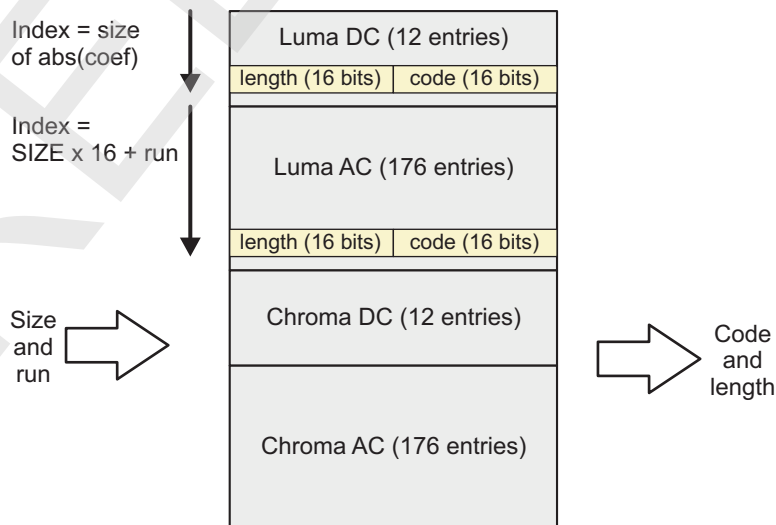 Index = size
of abs(coef)
Luma DC (12 entries)
length (16 bits) code (16 bits)
Index =
SIZE x 16 + run
Luma AC (176 entries)
length (16 bits) code (16 bits)
Size
and
run
Chroma DC (12 entries)
Code
and
length
Chroma AC (176 entries)